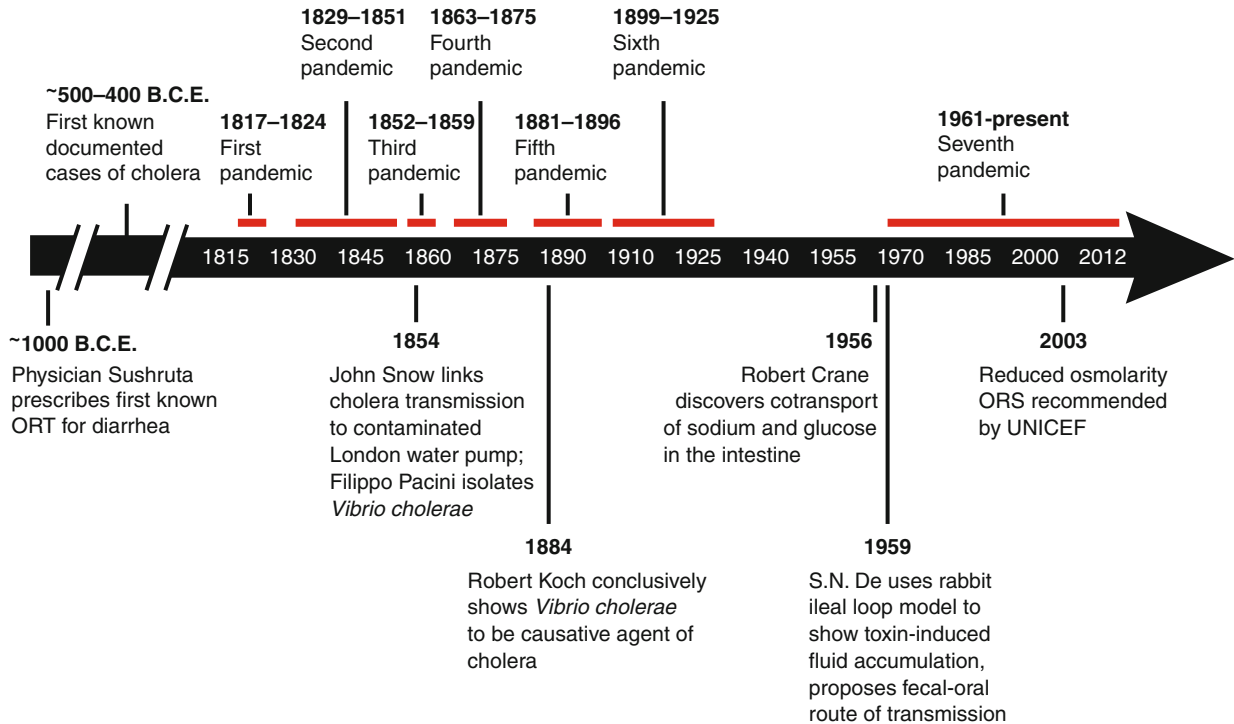 ~500–400 B.C.E.
First known
documented
cases of cholera
1817–1824
First
pandemic
1829–1851
Second
pandemic
1852–1859
Third
pandemic
1863–1875
Fourth
pandemic
1881–1896
Fifth
pandemic
1899–1925
Sixth
pandemic
1961-present
Seventh
pandemic
1815 1830 1845 1860 1875 1890 1910 1925 1940 1955 1970 1985 2000 2012
~1000 B.C.E.
Physician Sushruta
prescribes first known
ORT for diarrhea
1854
John Snow links
cholera transmission
to contaminated
London water pump;
Filippo Pacini isolates
Vibrio cholerae
1884
Robert Koch conclusively
shows Vibrio cholerae
to be causative agent of
cholera
1956
Robert Crane
discovers cotransport
of sodium and glucose
in the intestine
1959
S.N. De uses rabbit
ileal loop model to
show toxin-induced
fluid accumulation,
proposes fecal-oral
route of transmission
2003
Reduced osmolarity
ORS recommended
by UNICEF